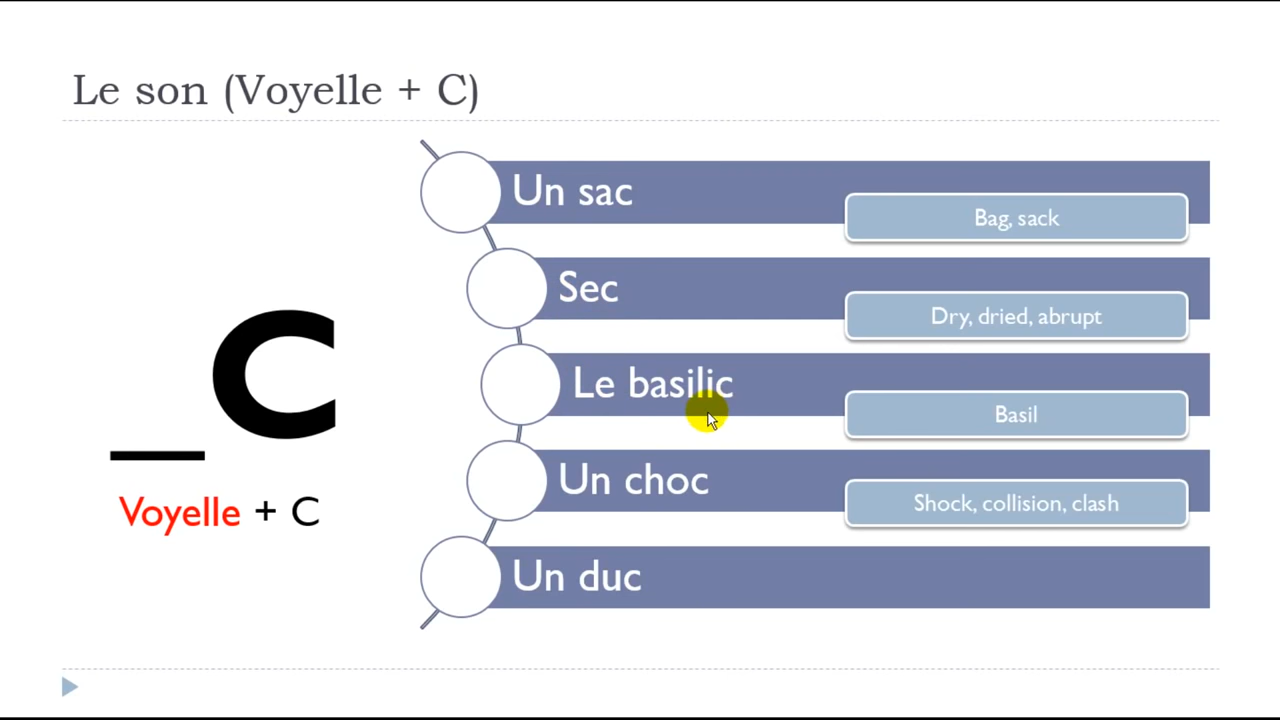 Le son (Voyelle + C)
Un sac
Bag, sack
Sec
Dry, dried, abrupt
Le basilic
Basil
Un choc
Shock, collision, clash
Un duc
_C
Voyelle + C